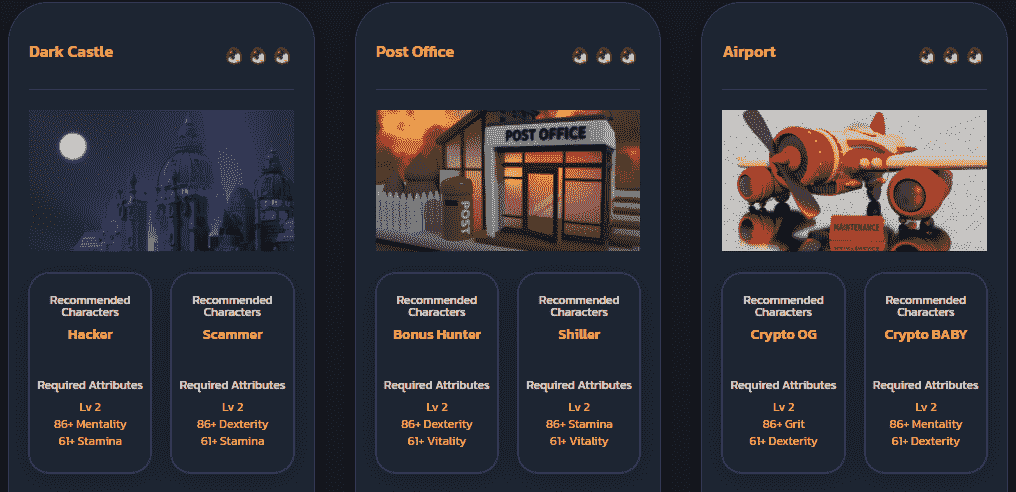 Dark Castle
Recommended
Characters
Hacker
Required Attributes
Lv 2
86+ Mentality
61+ Stamina
Recommended
Characters
Scammer
Required Attributes
Lv 2
86+ Dexterity
61+ Stamina
Post Office
POST OFFICE
POST
Recommended
Characters
Bonus Hunter
Required Attributes
Lv 2
86+ Dexterity
61+ Vitality
Recommended
Characters
Shiller
Required Attributes
Lv 2
86+ Stamina
61+ Vitality
Airport
MAINTENANCE
Recommended
Characters
Crypto OG
Required Attributes
Lv 2
86+ Grit
61+ Dexterity
Recommended
Characters
Crypto BABY
Required Attributes
Lv 2
86+ Mentality
61+ Dexterity